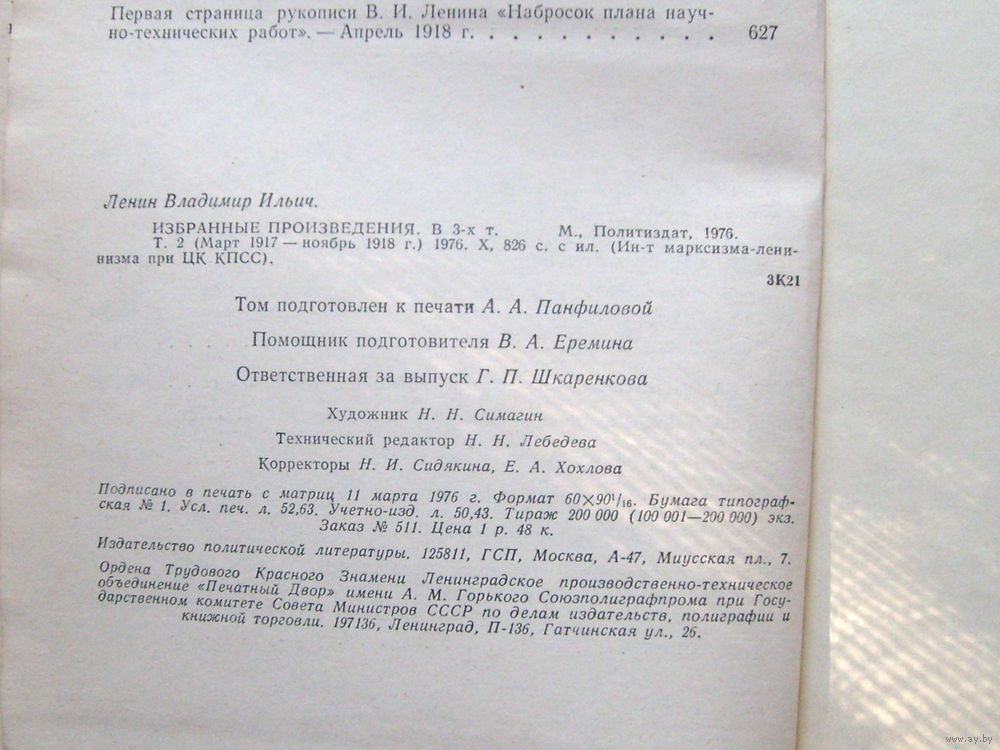 Первая страница рукописи В. И. Ленина «Набросок плана науч-
но-технических работ». — Апрель 1918 г. . . . . . . . . . . . 627
Ленин Владимир Ильич.
ИЗБРАННЫЕ ПРОИЗВЕДЕНИЯ. В 3-х т. М., Политиздат, 1976.
Т. 2 (Март 1917 — ноябрь 1918 г.) 1976. X, 826 с. с ил. (Ин-т марксизма-лени-
низма при ЦК КПСС).
3К21
Том подготовлен к печати А. А. Панфиловой
Помощник подготовителя В. А. Еремина
Ответственная за выпуск Г. П. Шкаренкова
Художник Н. Н. Симагин
Технический редактор Н. Н. Лебедева
Корректоры Н. И. Сидякина, Е. А. Хохлова
Подписано в печать с матриц 11 марта 1976 г. Формат 60×90¹/₁₆. Бумага типограф-
ская № 1. Усл. печ. л. 52,63. Учетно-изд. л. 50,43. Тираж 200 000 (100 001—200 000) экз.
Заказ № 511. Цена 1 р. 48 к.
Издательство политической литературы. 125811, ГСП, Москва, А-47, Миусская пл., 7.
Ордена Трудового Красного Знамени Ленинградское производственно-техническое
объединение «Печатный Двор» имени А. М. Горького Союзполиграфпрома при Госу-
дарственном комитете Совета Министров СССР по делам издательств, полиграфии и
книжной торговли. 197136, Ленинград, П-136, Гатчинская ул., 26.
www.ay.by